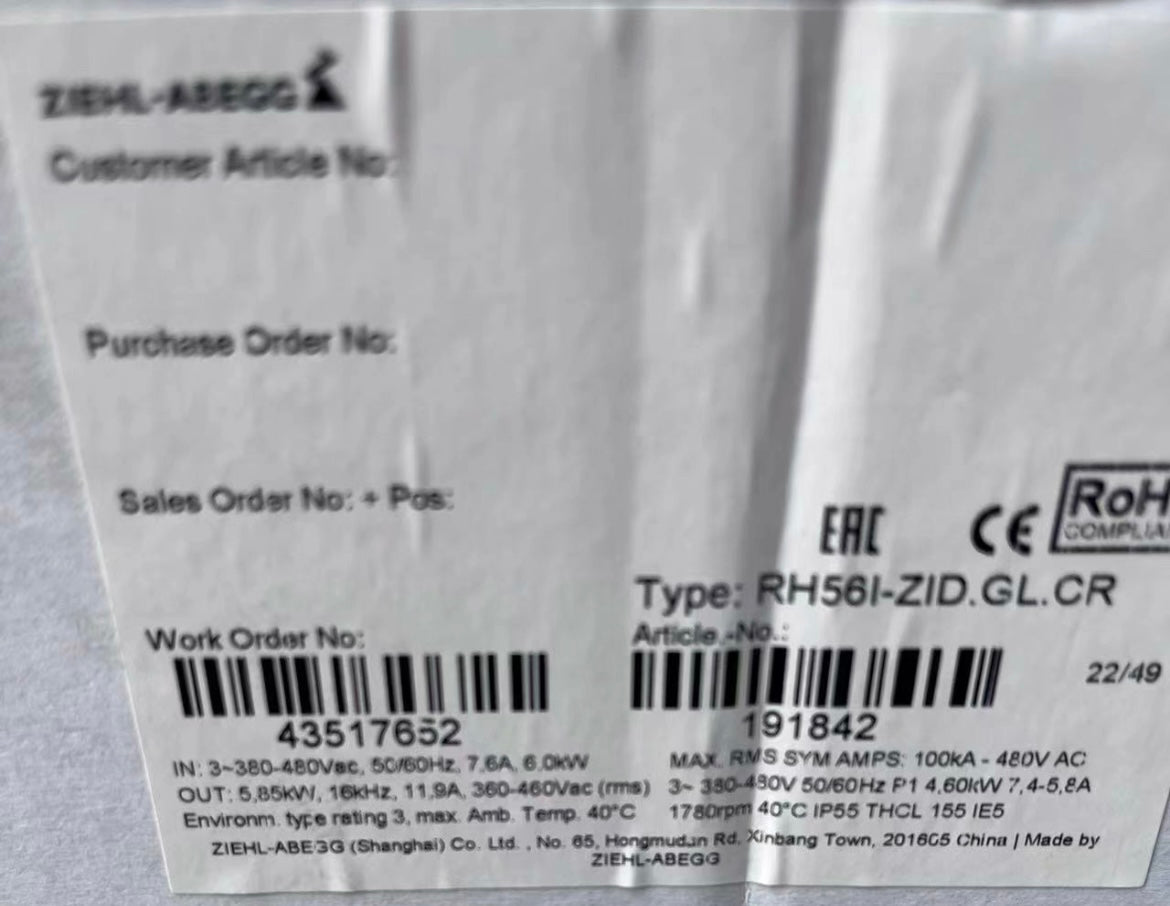 ZIEHL-ABEGG
Customer Article No:
Purchase Order No:
Sales Order No: + Pos:
EAC CE RoH
COMPLIA
Type: RH56I-ZID.GL.CR
Work Order No:
Article.-No.:
22/49
43517652
191842
IN: 3~380-480Vac, 50/60Hz, 7.6A, 6.0kW
OUT: 5,85kW, 16kHz, 11.9A, 360-460Vac (rms)
Environm. type rating 3, max. Amb. Temp. 40°C
MAX. RMS SYM AMPS: 100kA - 480V AC
3~ 380-480V 50/60Hz P1 4.60kW 7,4-5,8A
1780rpm 40°C IP55 THCL 155 IE5
ZIEHL-ABEGG (Shanghai) Co. Ltd. , No. 65, Hongmudan Rd, Xinbang Town, 201605 China | Made by
ZIEHL-ABEGG